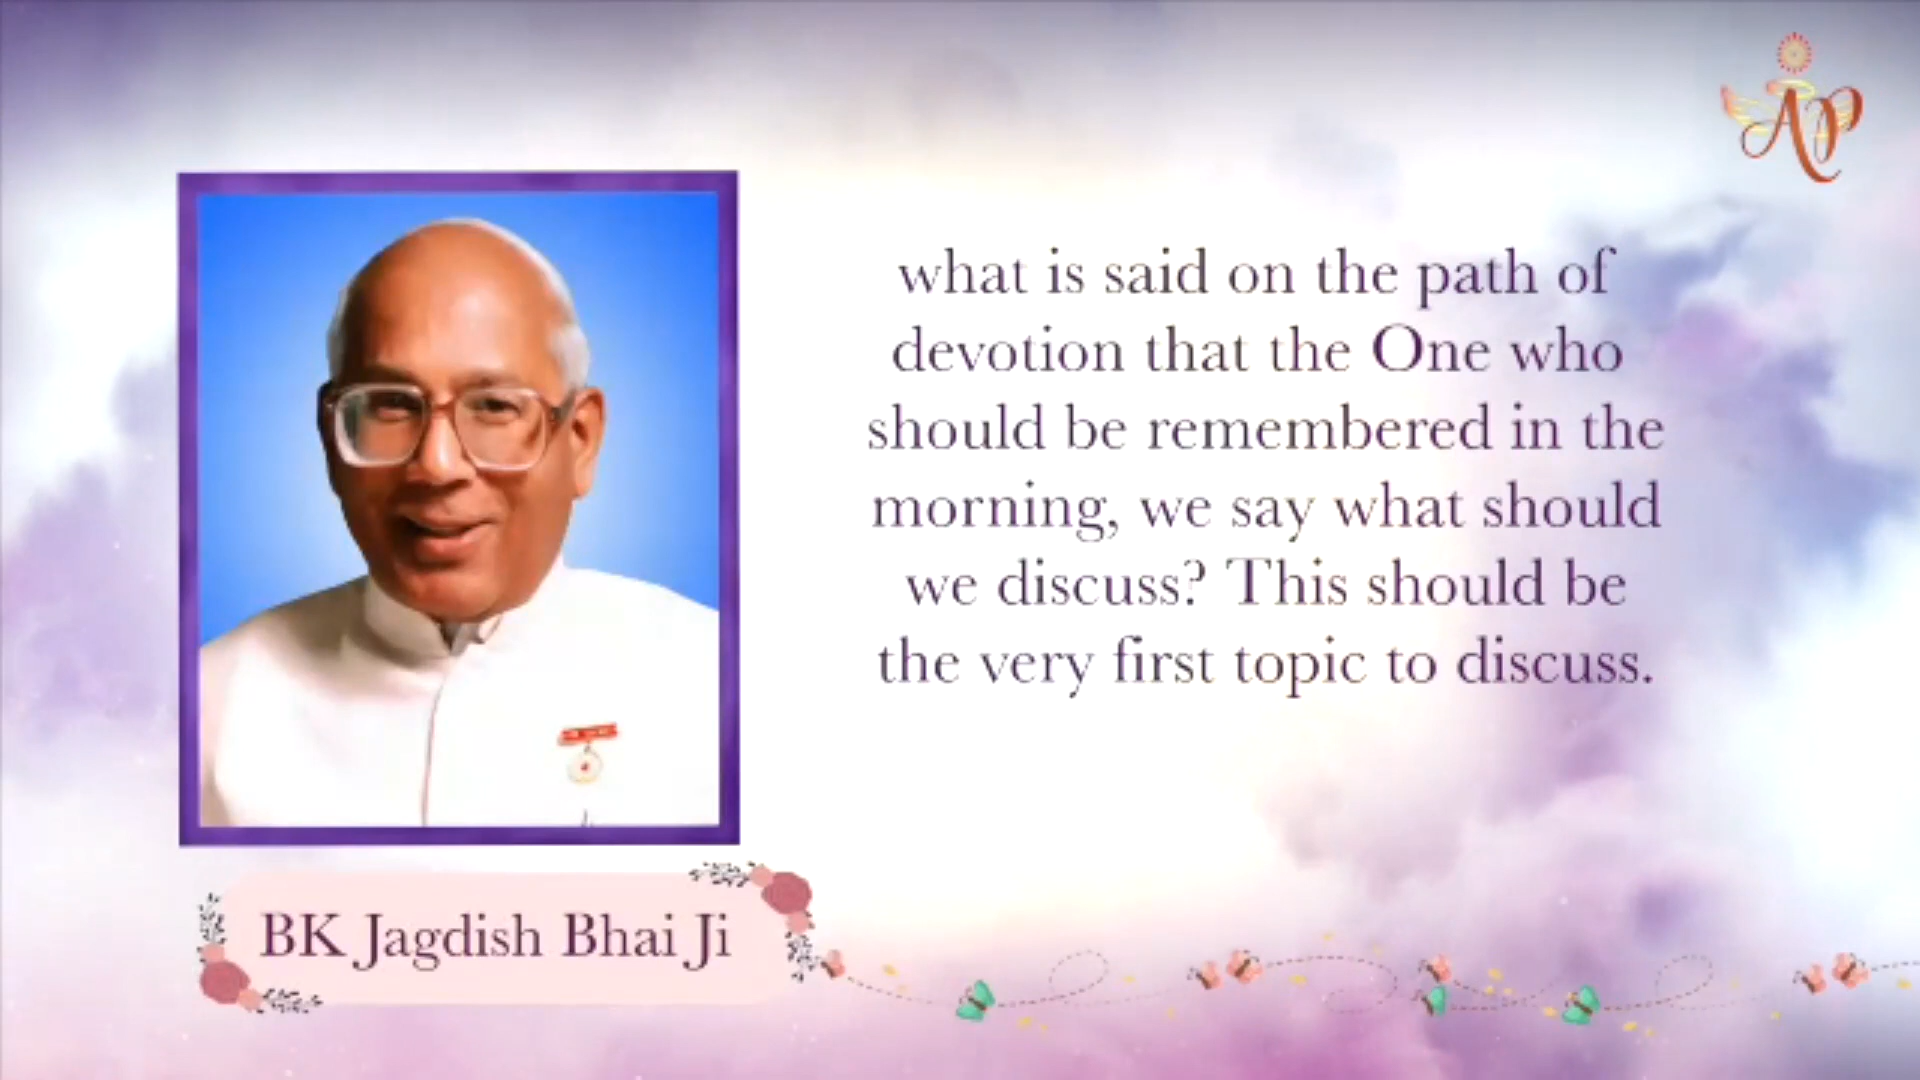 what is said on the path of
devotion that the One who
should be remembered in the
morning, we say what should
we discuss? This should be
the very first topic to discuss.
BK Jagdish Bhai Ji
AP